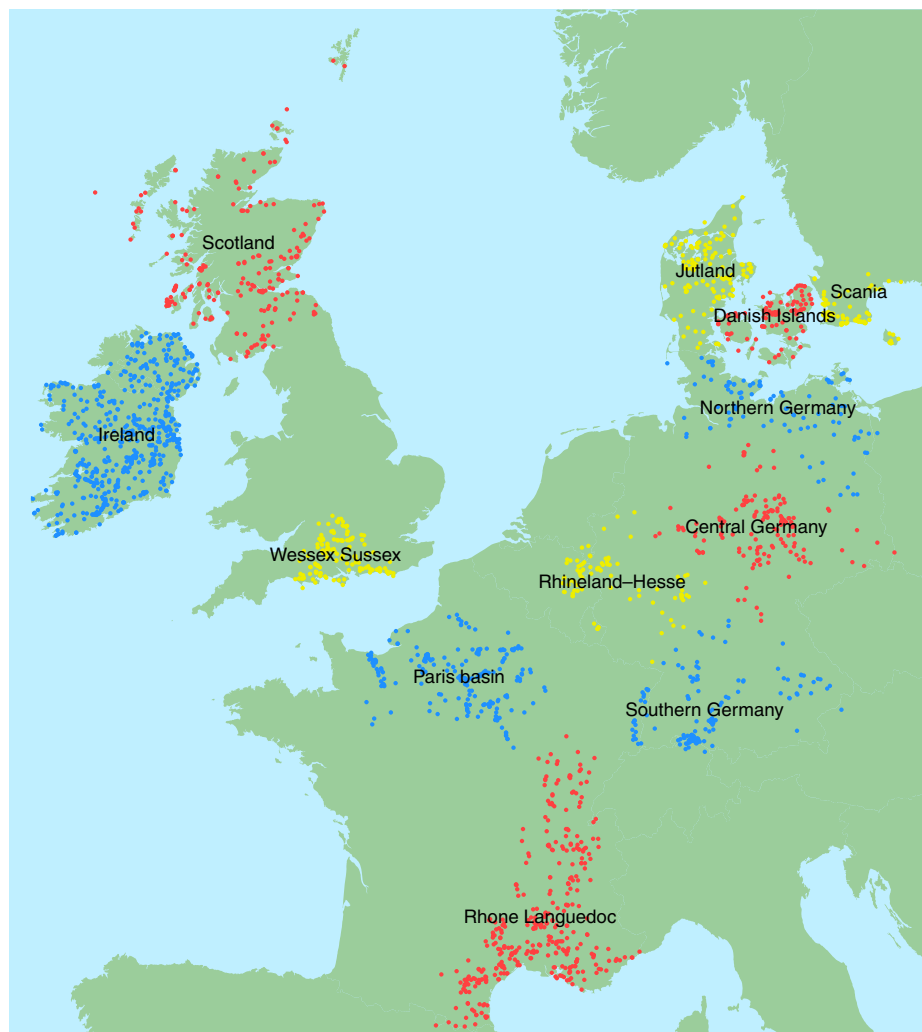 Scotland
Jutland
Scania
Danish Islands
Northern Germany
Ireland
Central Germany
Wessex Sussex
Rhineland–Hesse
Paris basin
Southern Germany
Rhone Languedoc